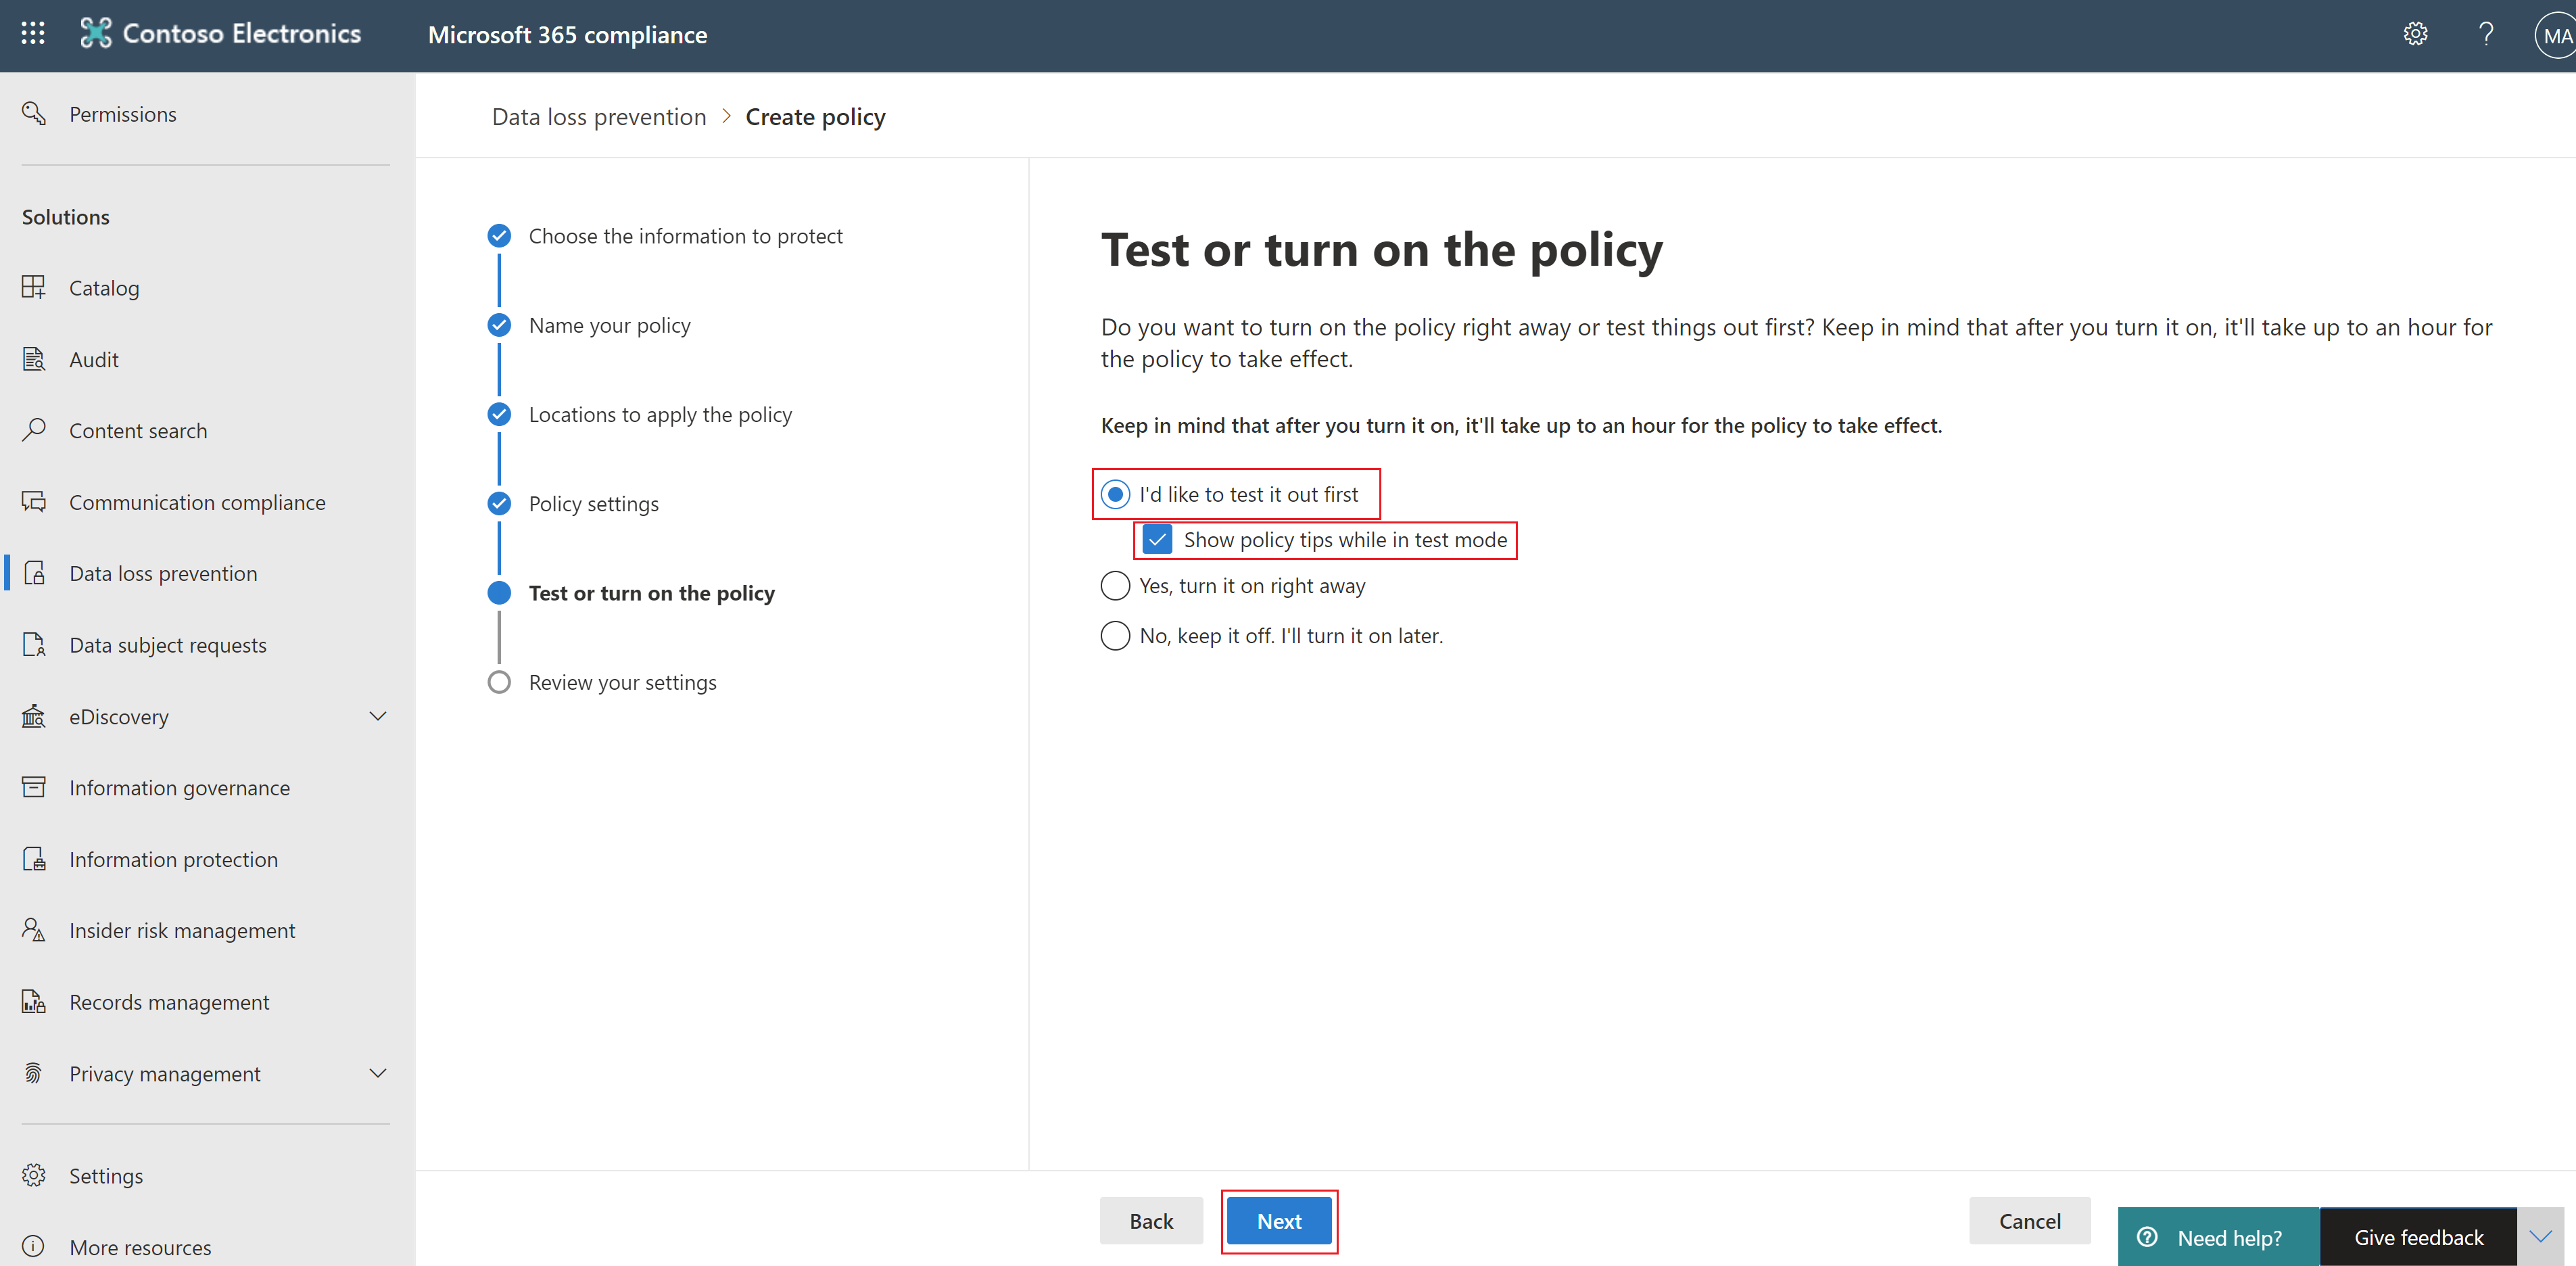 Contoso Electronics
Microsoft 365 compliance
MA
Permissions
Solutions
Catalog
Audit
Content search
Communication compliance
Data loss prevention
Data subject requests
eDiscovery
Information governance
Information protection
Insider risk management
Records management
Privacy management
Settings
More resources
Data loss prevention > Create policy
Choose the information to protect
Name your policy
Locations to apply the policy
Policy settings
Test or turn on the policy
Review your settings
Test or turn on the policy
Do you want to turn on the policy right away or test things out first? Keep in mind that after you turn it on, it'll take up to an hour for
the policy to take effect.
Keep in mind that after you turn it on, it'll take up to an hour for the policy to take effect.
I'd like to test it out first
Show policy tips while in test mode
Yes, turn it on right away
No, keep it off. I'll turn it on later.
Back
Next
Cancel
Need help?
Give feedback